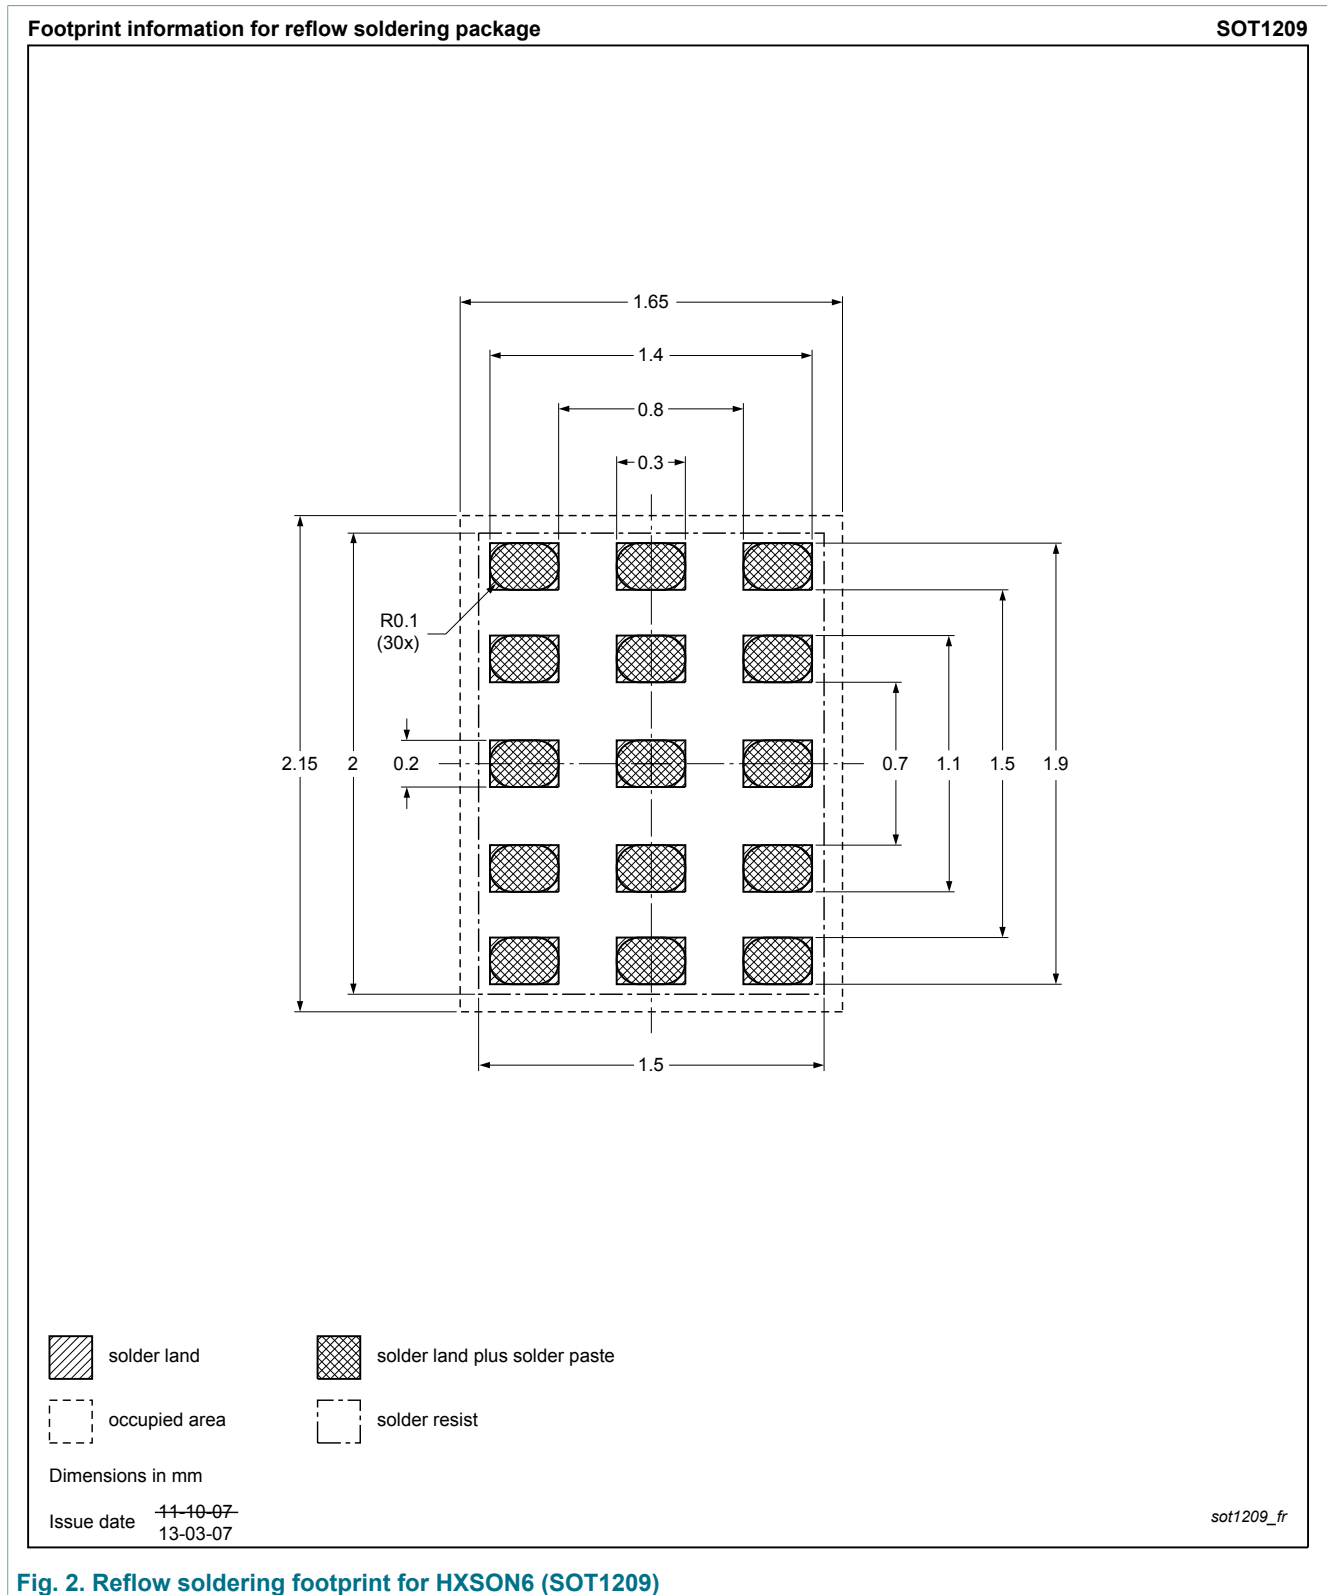 Footprint information for reflow soldering package SOT1209
1.65
1.4
0.8
0.3
R0.1
(30x)
2.15 2 0.2 0.7 1.1 1.5 1.9
1.5
solder land solder land plus solder paste
occupied area solder resist
Dimensions in mm
Issue date 11-10-07
13-03-07
sot1209_fr
Fig. 2. Reflow soldering footprint for HXSON6 (SOT1209)